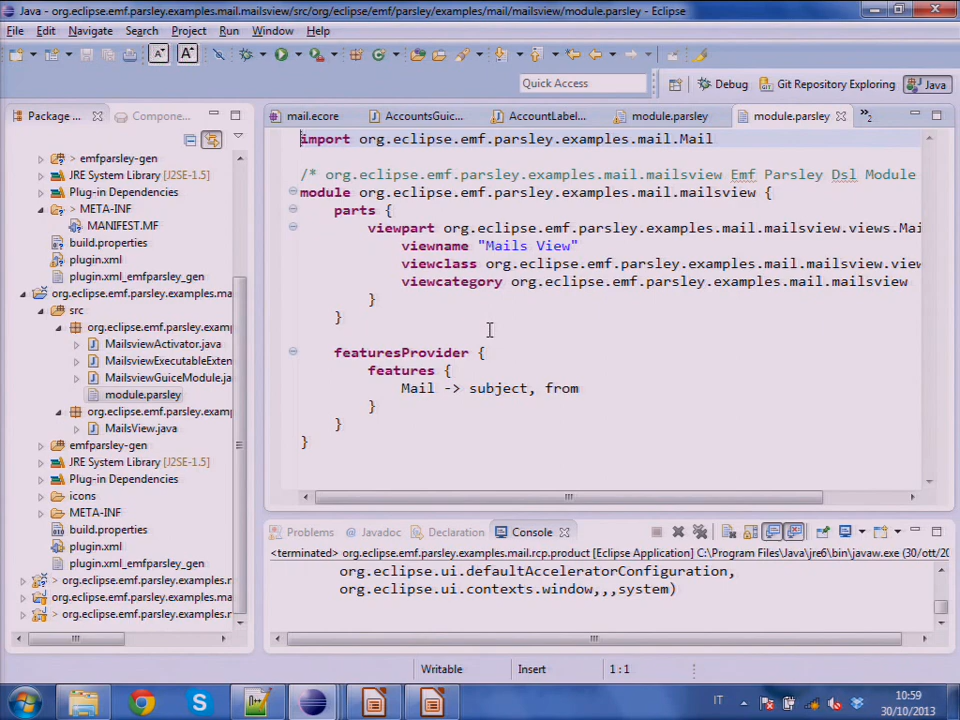 Java - org.eclipse.emf.parsley.examples.mail.mailsview/src/org/eclipse/emf/parsley/examples/mail/mailsview/module.parsley - Eclipse
File Edit Navigate Search Project Run Window Help
Quick Access
Debug Git Repository Exploring Java
Package ... Compone...
emfparsley-gen
JRE System Library [J2SE-1.5]
Plug-in Dependencies
> META-INF
MANIFEST.MF
build.properties
plugin.xml
plugin.xml_emfparsley_gen
org.eclipse.emf.parsley.examples.ma
src
org.eclipse.emf.parsley.exam
MailsviewActivator.java
MailsviewExecutableExten
MailsviewGuiceModule.ja
module.parsley
org.eclipse.emf.parsley.exam
MailsView.java
emfparsley-gen
JRE System Library [J2SE-1.5]
Plug-in Dependencies
icons
META-INF
build.properties
plugin.xml
plugin.xml_emfparsley_gen
> org.eclipse.emf.parsley.examples.n
org.eclipse.emf.parsley.examples.ma
> org.eclipse.emf.parsley.examples.n
mail.ecore AccountsGuic... AccountLabel... module.parsley module.parsley »2
import org.eclipse.emf.parsley.examples.mail.Mail
/* org.eclipse.emf.parsley.examples.mail.mailsview Emf Parsley Dsl Module
module org.eclipse.emf.parsley.examples.mail.mailsview {
parts {
viewpart org.eclipse.emf.parsley.examples.mail.mailsview.views.Mai
viewname "Mails View"
viewclass org.eclipse.emf.parsley.examples.mail.mailsview.view
viewcategory org.eclipse.emf.parsley.examples.mail.mailsview
}
}
featuresProvider {
features {
Mail -> subject, from
}
}
}
Problems @ Javadoc Declaration Console
<terminated> org.eclipse.emf.parsley.examples.mail.rcp.product [Eclipse Application] C:\Program Files\Java\jre6\bin\javaw.exe (30/ott/20
org.eclipse.ui.defaultAcceleratorConfiguration,
org.eclipse.ui.contexts.window,,,system)
Writable Insert 1 : 1
IT
10:59
30/10/2013